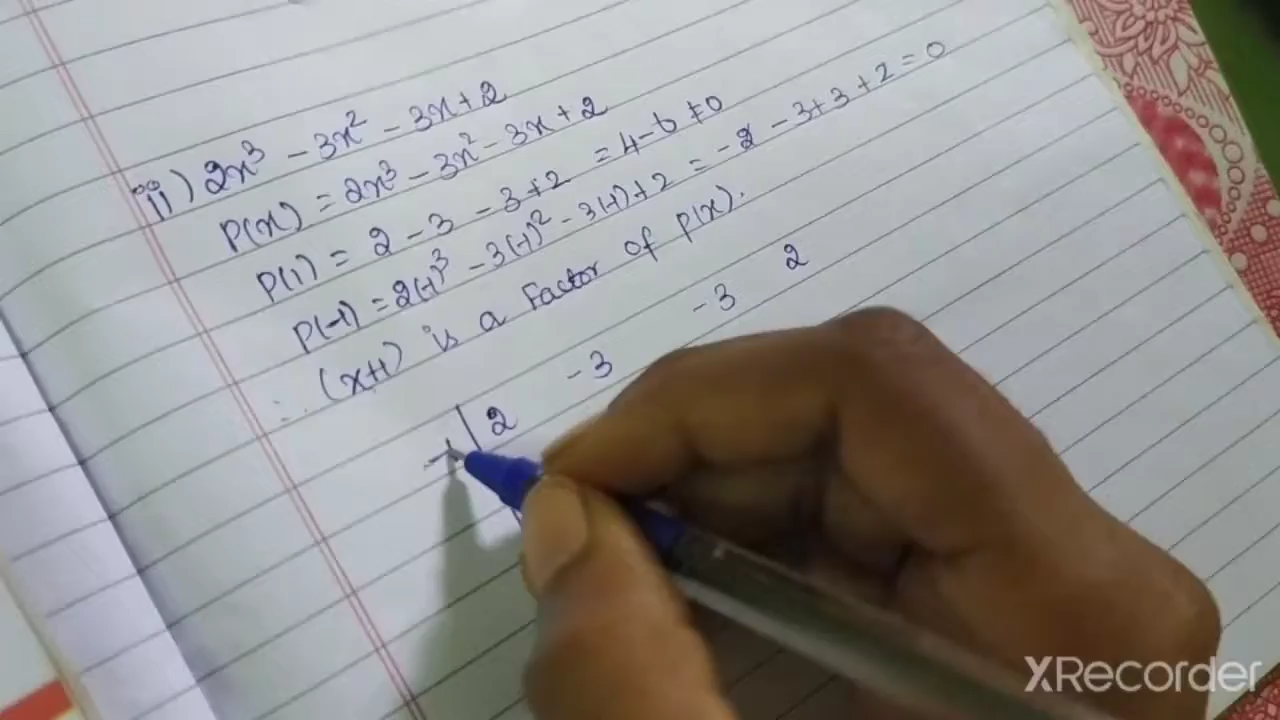 ii) 2x³ - 3x² - 3x + 2
P(x) = 2x³ - 3x² - 3x + 2
P(1) = 2 - 3 - 3 + 2 = 4 - 6 ≠ 0
P(-1) = 2(-1)³ - 3(-1)² - 3(-1) + 2 = -2 - 3 + 3 + 2 = 0
∴ (x+1) is a Factor of P(x).
-1 | 2 -3 -3 2
XRecorder